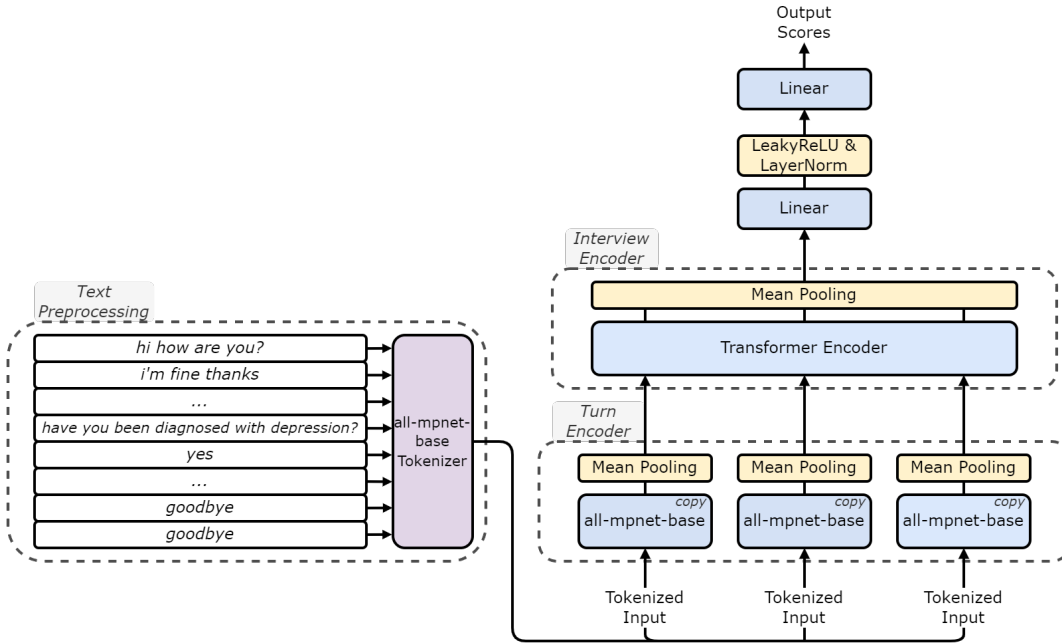 Output
Scores
Linear
LeakyReLU &
LayerNorm
Linear
Interview
Encoder
Mean Pooling
Transformer Encoder
Text
Preprocessing
hi how are you?
i'm fine thanks
...
have you been diagnosed with depression?
yes
...
goodbye
goodbye
all-mpnet-
base
Tokenizer
Turn
Encoder
Mean Pooling
Mean Pooling
Mean Pooling
copy
all-mpnet-base
copy
all-mpnet-base
copy
all-mpnet-base
Tokenized
Input
Tokenized
Input
Tokenized
Input